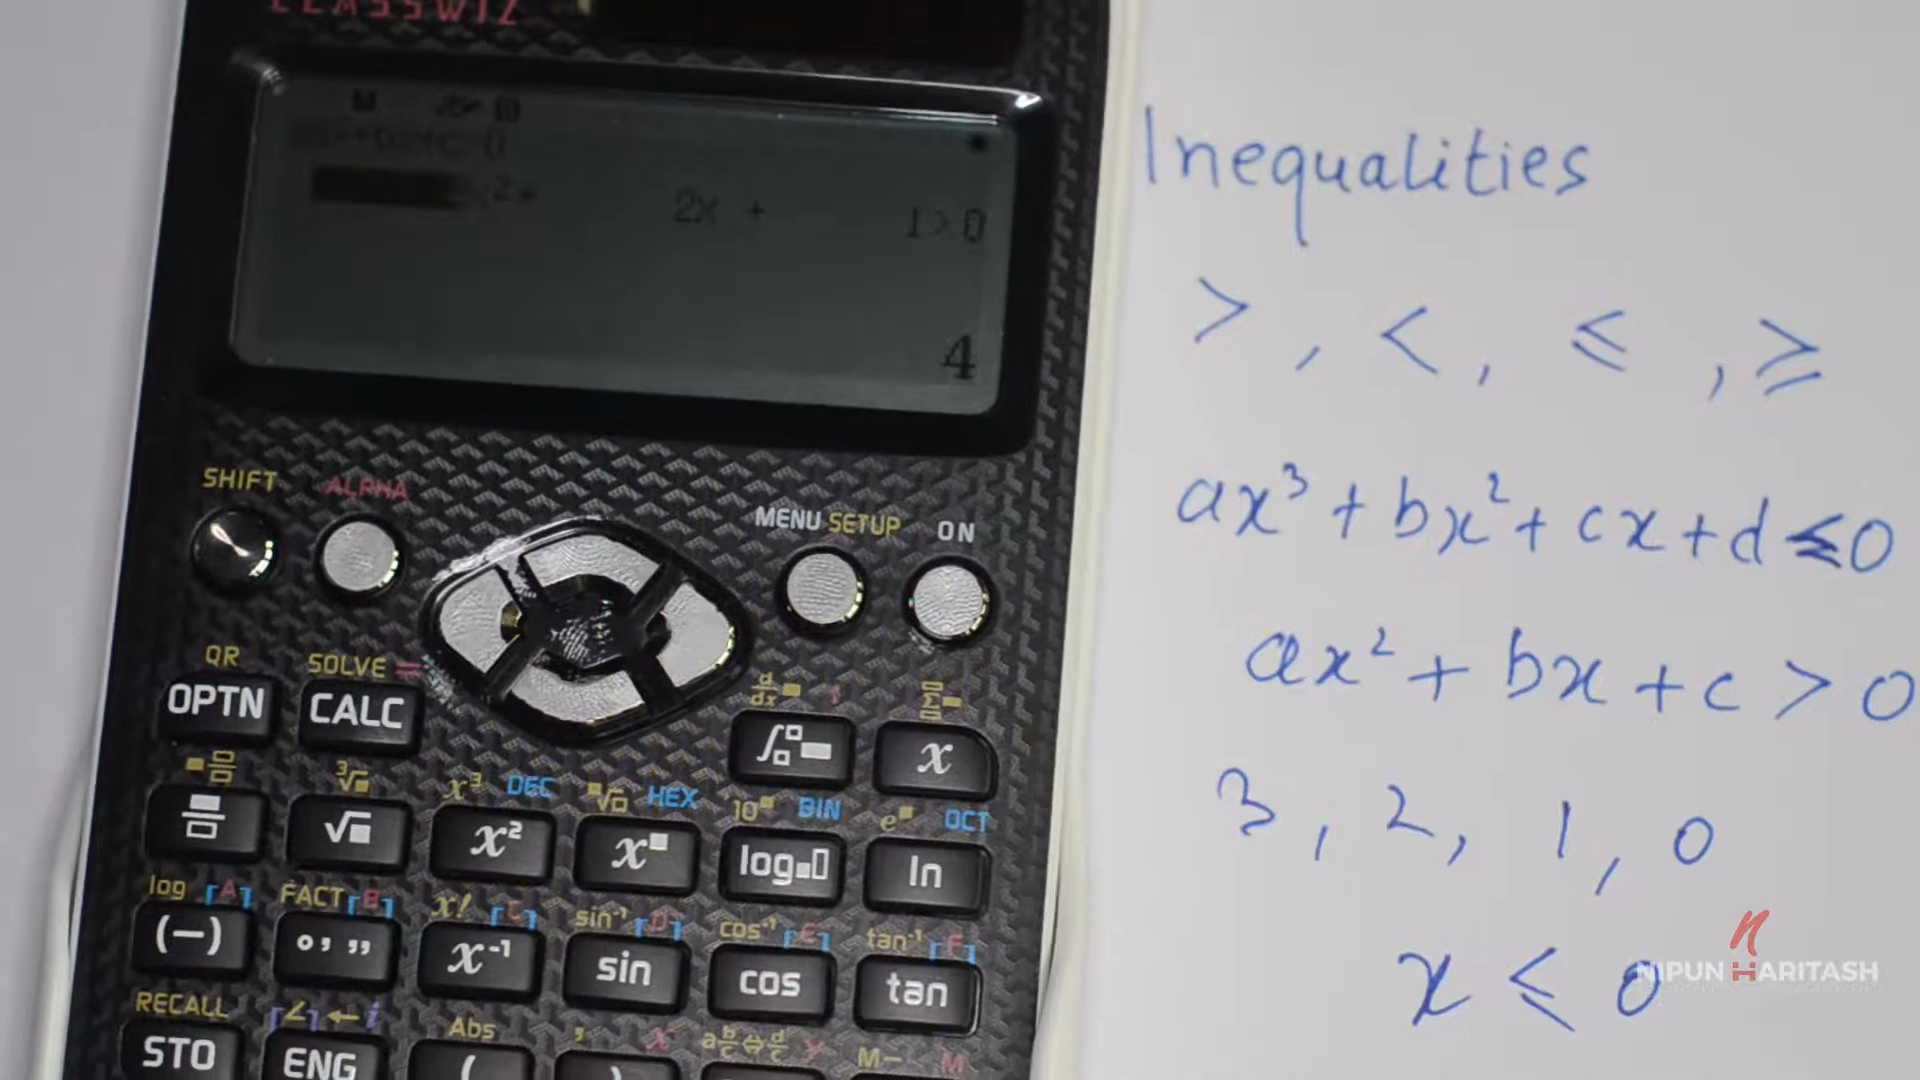 CLASSWIZ
2x + 1>0
4
SHIFT ALPHA MENU SETUP ON
QR SOLVE =
OPTN CALC x
x³ DEC HEX BIN OCT
x² log ln
log [A] FACT [B] x! [C] sin⁻¹ [D] cos⁻¹ [E] tan⁻¹ [F]
(−) °’” x⁻¹ sin cos tan
RECALL ∠ ←i Abs , x a b/c⇔d/c y M− M
STO ENG ( )
Inequalities
> , < , ≤ , ≥
ax³ + bx² + cx + d ≤ 0
ax² + bx + c > 0
3 , 2 , 1 , 0
x ≤ 0
NIPUN HARITASH